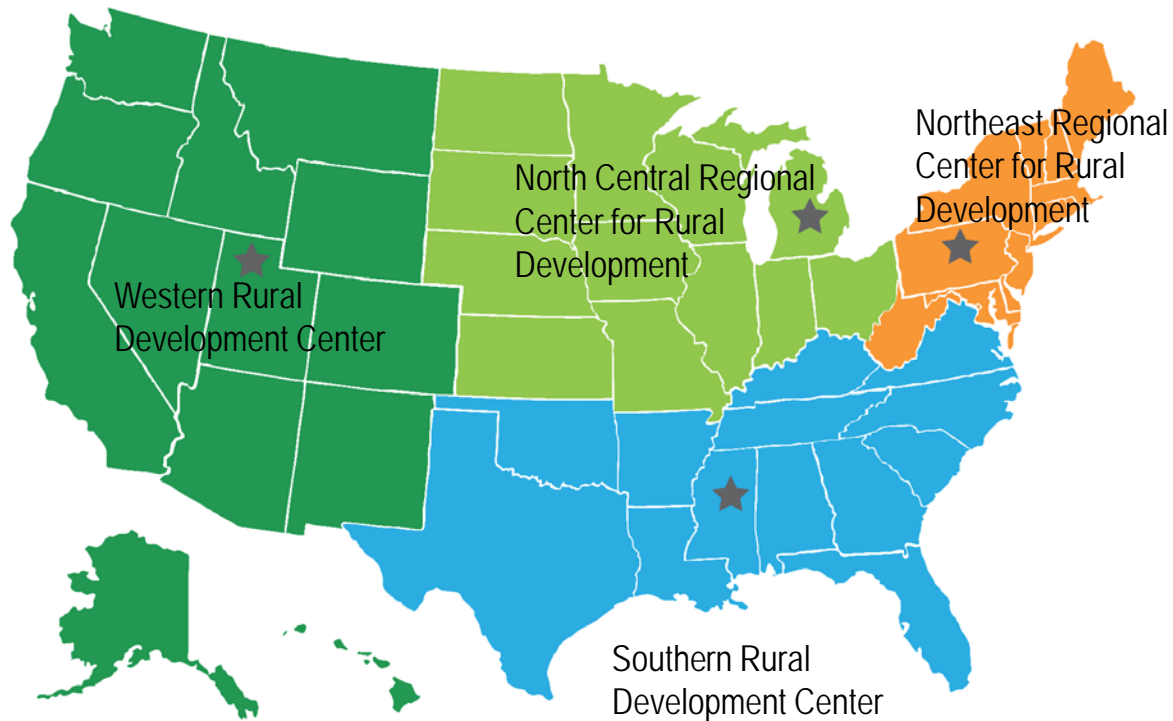 Northeast Regional
Center for Rural
Development
North Central Regional
Center for Rural
Development
Western Rural
Development Center
Southern Rural
Development Center